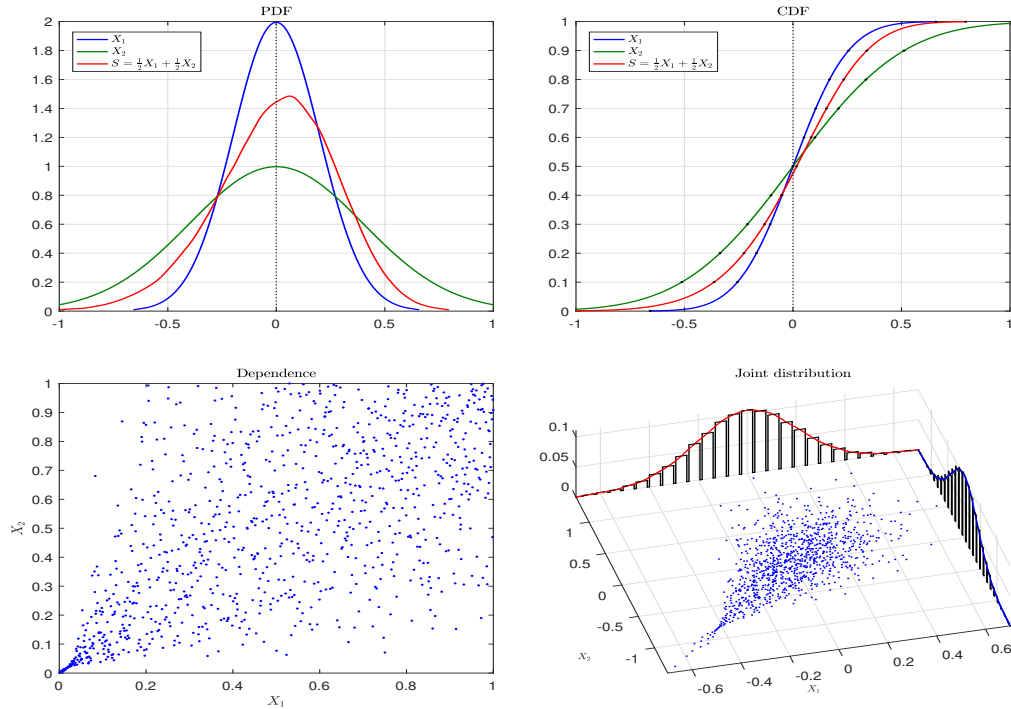 PDF
X₁
X₂
S = ½X₁ + ½X₂
2
1.8
1.6
1.4
1.2
1
0.8
0.6
0.4
0.2
0
-1 -0.5 0 0.5 1
CDF
X₁
X₂
S = ½X₁ + ½X₂
1
0.9
0.8
0.7
0.6
0.5
0.4
0.3
0.2
0.1
0
-1 -0.5 0 0.5 1
Dependence
1
0.9
0.8
0.7
0.6
0.5
0.4
0.3
0.2
0.1
0
X₂
0 0.2 0.4 0.6 0.8 1
X₁
Joint distribution
0.1
0.05
0
1
0.5
0
-0.5
-1
X₂
-0.6 -0.4 -0.2 0 0.2 0.4 0.6
X₁